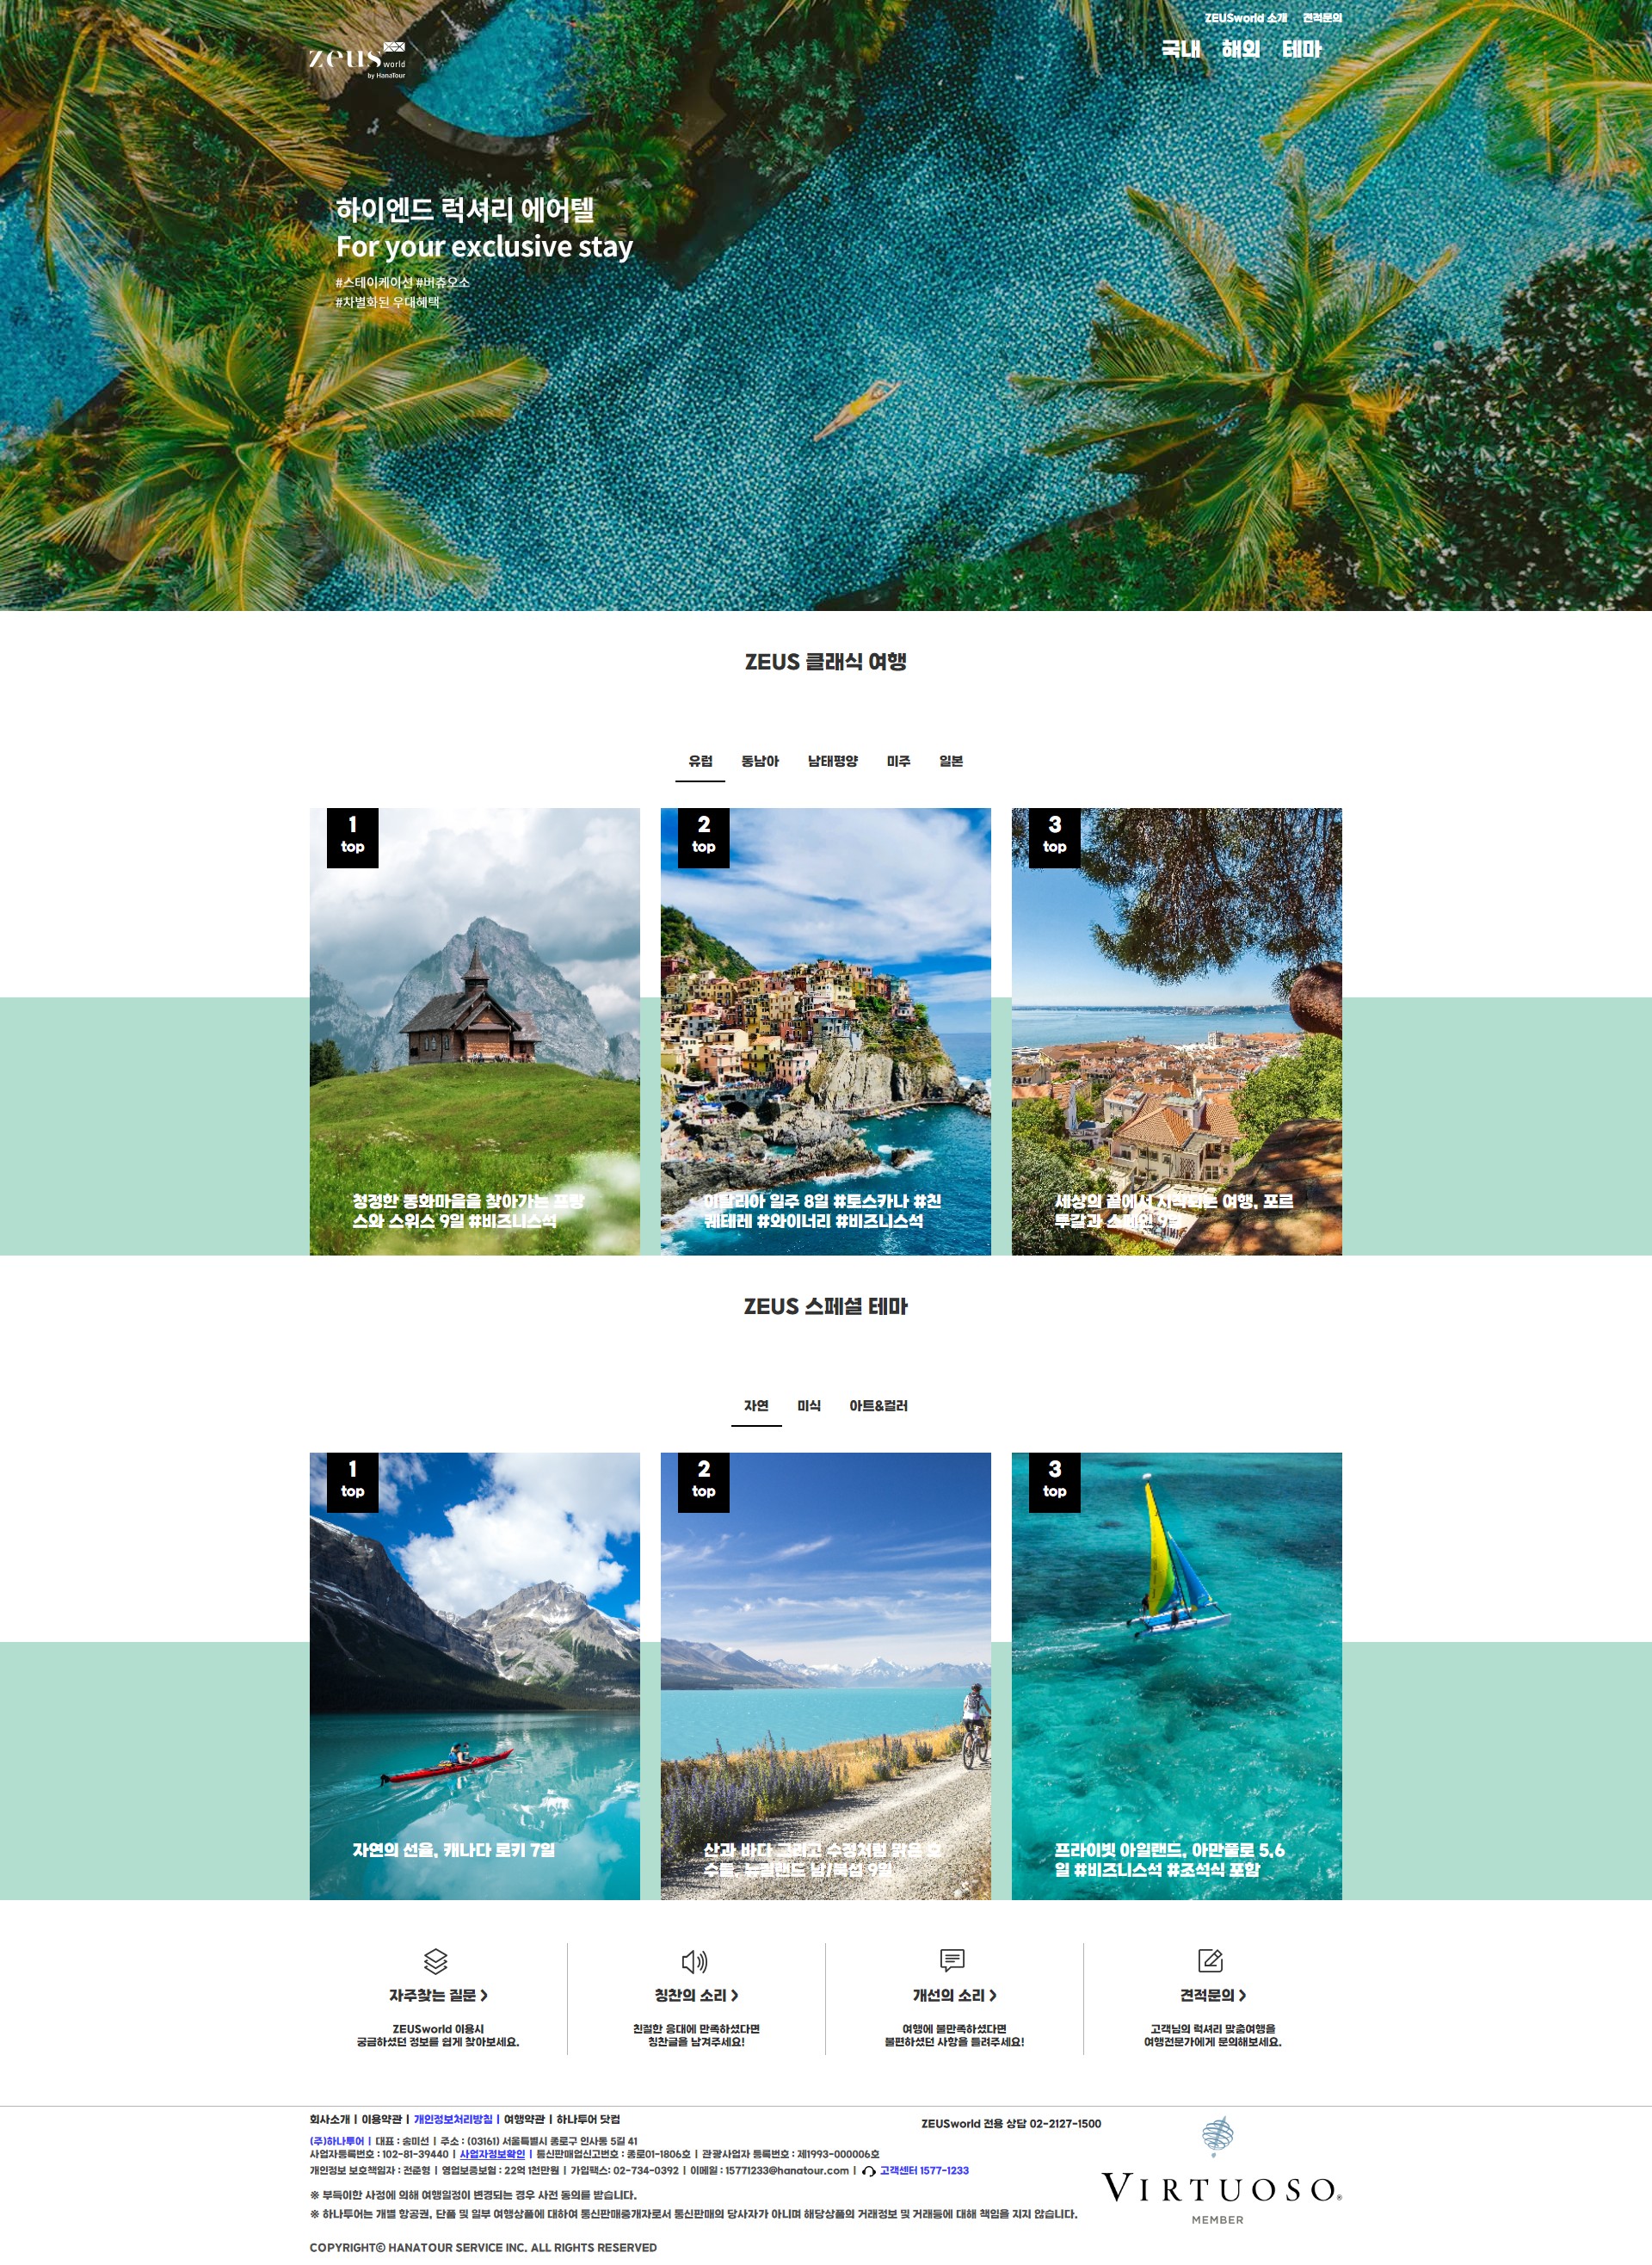 ZEUSworld 소개 견적문의
zeus world
by HanaTour
국내 해외 테마
하이엔드 럭셔리 에어텔
For your exclusive stay
#스테이케이션 #버츄오소
#차별화된 우대혜택
ZEUS 클래식 여행
유럽 동남아 남태평양 미주 일본
1
top
2
top
3
top
청정한 동화마을을 찾아가는 프랑
스와 스위스 9일 #비즈니스석
이탈리아 일주 8일 #토스카나 #친
퀘테레 #와이너리 #비즈니스석
세상의 끝에서 시작되는 여행, 포르
투갈과 스페인 9일
ZEUS 스페셜 테마
자연 미식 아트&컬러
1
top
2
top
3
top
자연의 선율, 캐나다 로키 7일
산과 바다 그리고 수정처럼 맑은 호
수를, 뉴질랜드 남/북섬 9일
프라이빗 아일랜드, 아만풀로 5,6
일 #비즈니스석 #조석식 포함
자주찾는 질문 >
ZEUSworld 이용시
궁금하셨던 정보를 쉽게 찾아보세요.
칭찬의 소리 >
친절한 응대에 만족하셨다면
칭찬글을 남겨주세요!
개선의 소리 >
여행에 불만족하셨다면
불편하셨던 사항을 들려주세요!
견적문의 >
고객님의 럭셔리 맞춤여행을
여행전문가에게 문의해보세요.
회사소개 | 이용약관 | 개인정보처리방침 | 여행약관 | 하나투어 닷컴
ZEUSworld 전용 상담 02-2127-1500
(주)하나투어 | 대표 : 송미선 | 주소 : (03161) 서울특별시 종로구 인사동 5길 41
사업자등록번호 : 102-81-39440 | 사업자정보확인 | 통신판매업신고번호 : 종로01-1806호 | 관광사업자 등록번호 : 제1993-000006호
개인정보 보호책임자 : 전준형 | 영업보증보험 : 22억 1천만원 | 가입팩스: 02-734-0392 | 이메일 : 15771233@hanatour.com | 고객센터 1577-1233
※ 부득이한 사정에 의해 여행일정이 변경되는 경우 사전 동의를 받습니다.
※ 하나투어는 개별 항공권, 단품 및 일부 여행상품에 대하여 통신판매중개자로서 통신판매의 당사자가 아니며 해당상품의 거래정보 및 거래등에 대해 책임을 지지 않습니다.
COPYRIGHT© HANATOUR SERVICE INC. ALL RIGHTS RESERVED
VIRTUOSO®
MEMBER